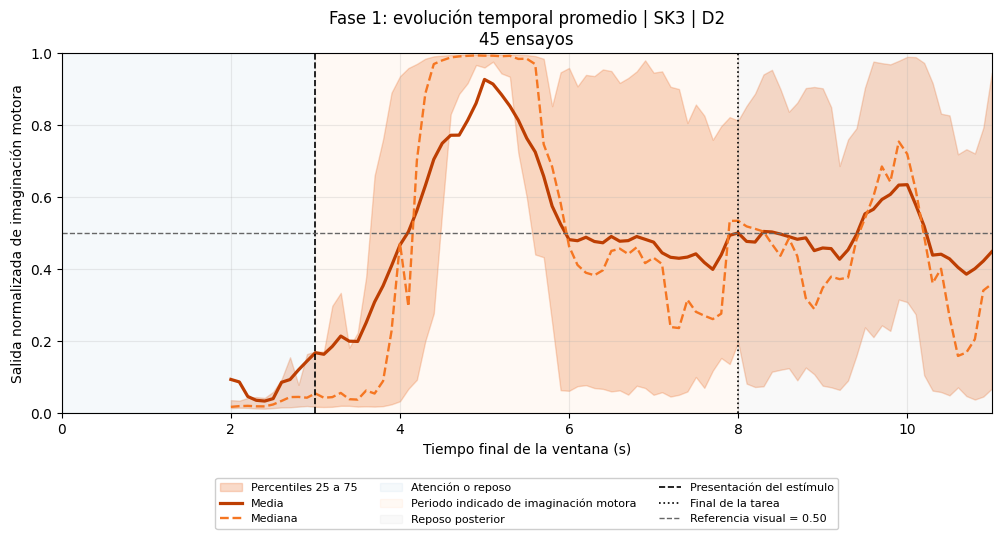 Fase 1: evolución temporal promedio | SK3 | D2
45 ensayos
Salida normalizada de imaginación motora
1.0
0.8
0.6
0.4
0.2
0.0
0 2 4 6 8 10
Tiempo final de la ventana (s)
Percentiles 25 a 75
Media
Mediana
Atención o reposo
Periodo indicado de imaginación motora
Reposo posterior
Presentación del estímulo
Final de la tarea
Referencia visual = 0.50